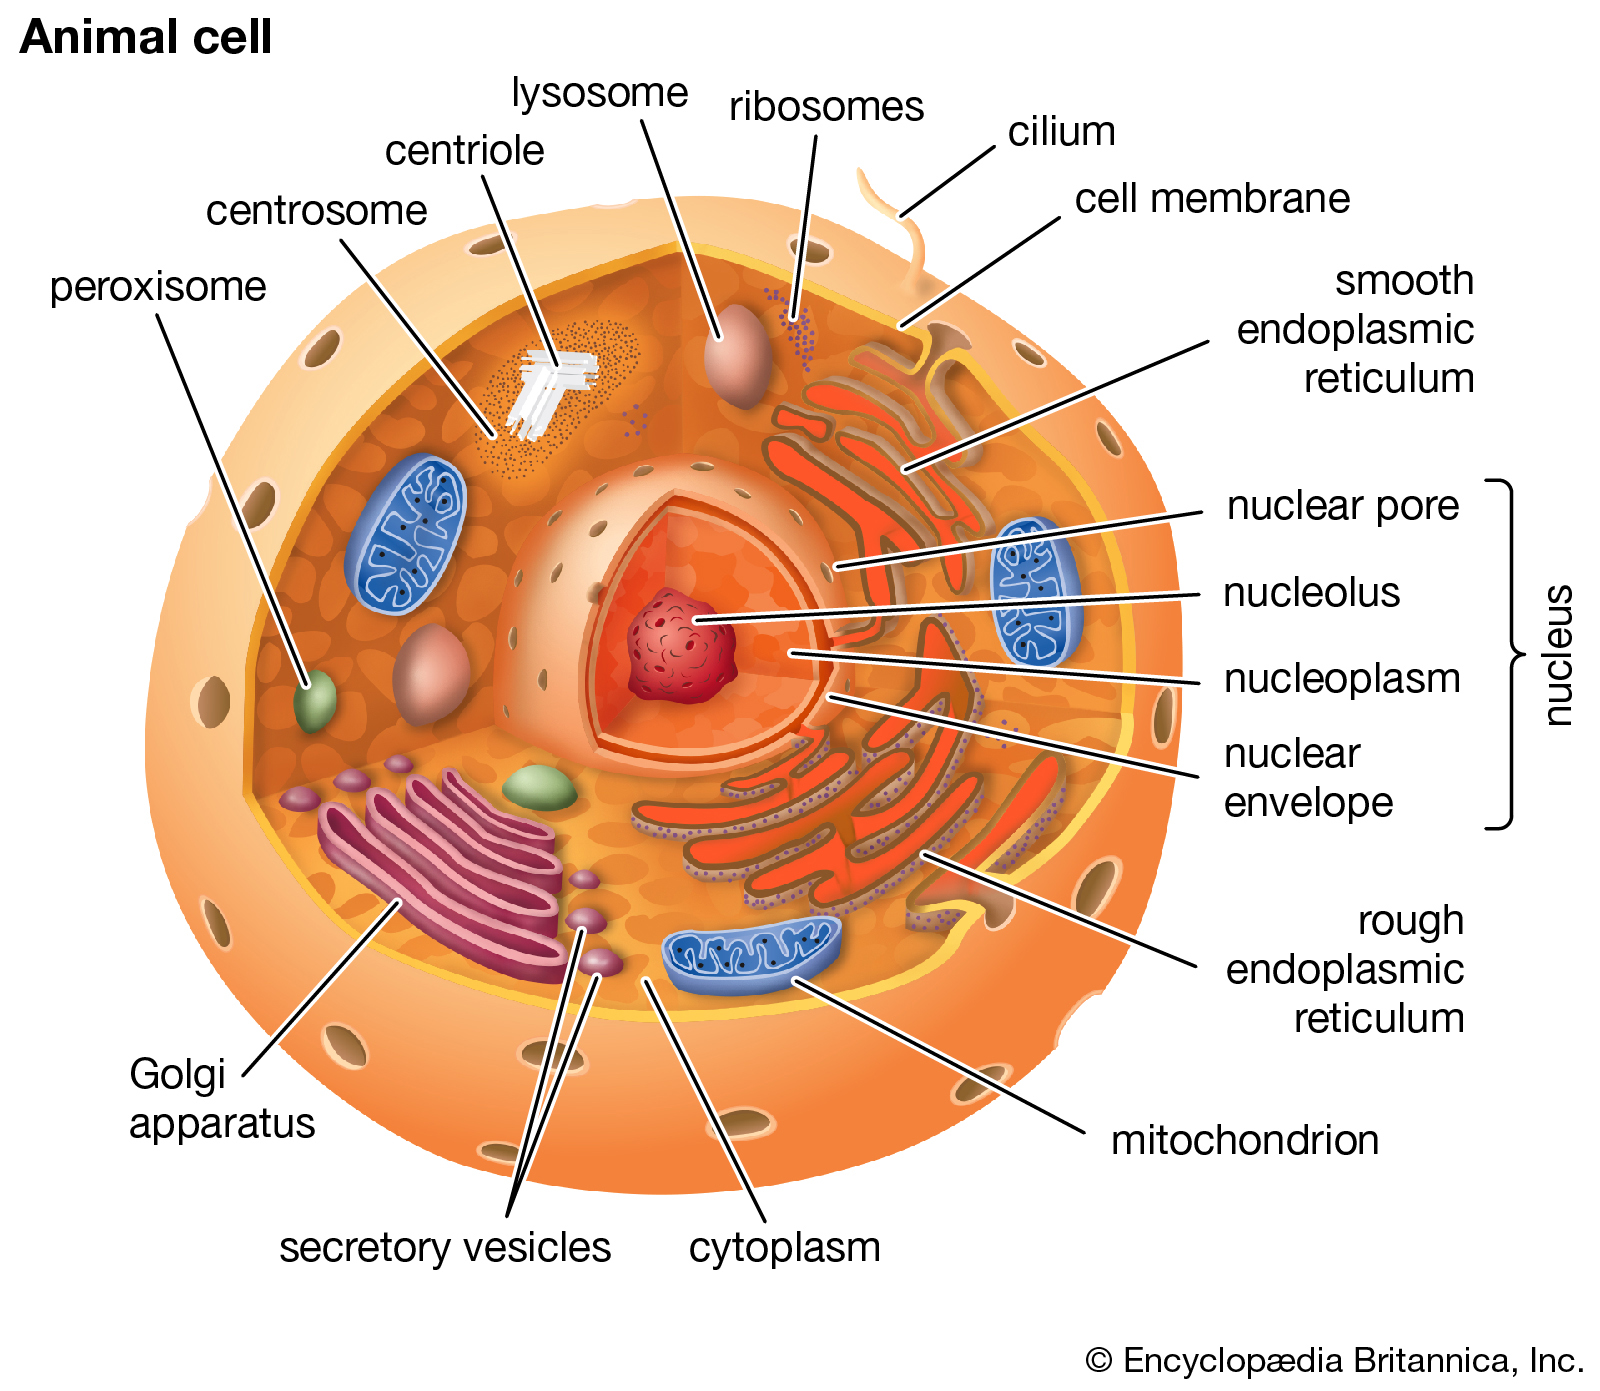 Animal cell
lysosome
ribosomes
cilium
centriole
cell membrane
centrosome
peroxisome
smooth
endoplasmic
reticulum
nuclear pore
nucleolus
nucleoplasm
nuclear
envelope
nucleus
rough
endoplasmic
reticulum
Golgi
apparatus
mitochondrion
secretory vesicles
cytoplasm
© Encyclopædia Britannica, Inc.